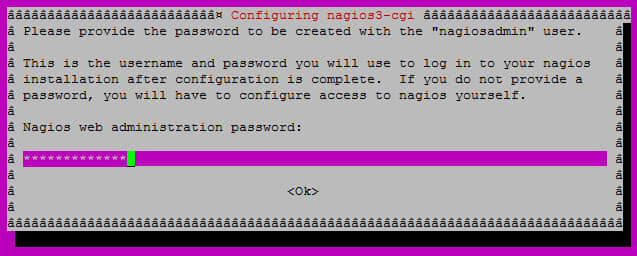 âââââââââââââââââââââââââ¤ Configuring nagios3-cgi ââââââââââââââââââââââââââ
â Please provide the password to be created with the "nagiosadmin" user. â
â â
â This is the username and password you will use to log in to your nagios â
â installation after configuration is complete. If you do not provide a â
â password, you will have to configure access to nagios yourself. â
â â
â Nagios web administration password: â
â â
â ************* â
â â
â <Ok> â
â â
âââââââââââââââââââââââââââââââââââââââââââââââââââââââââââââââââââââââââââââ